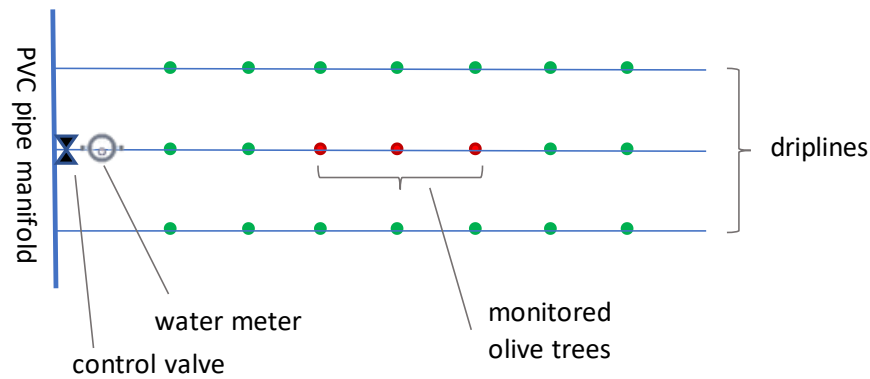 PVC pipe manifold
driplines
water meter
control valve
monitored
olive trees